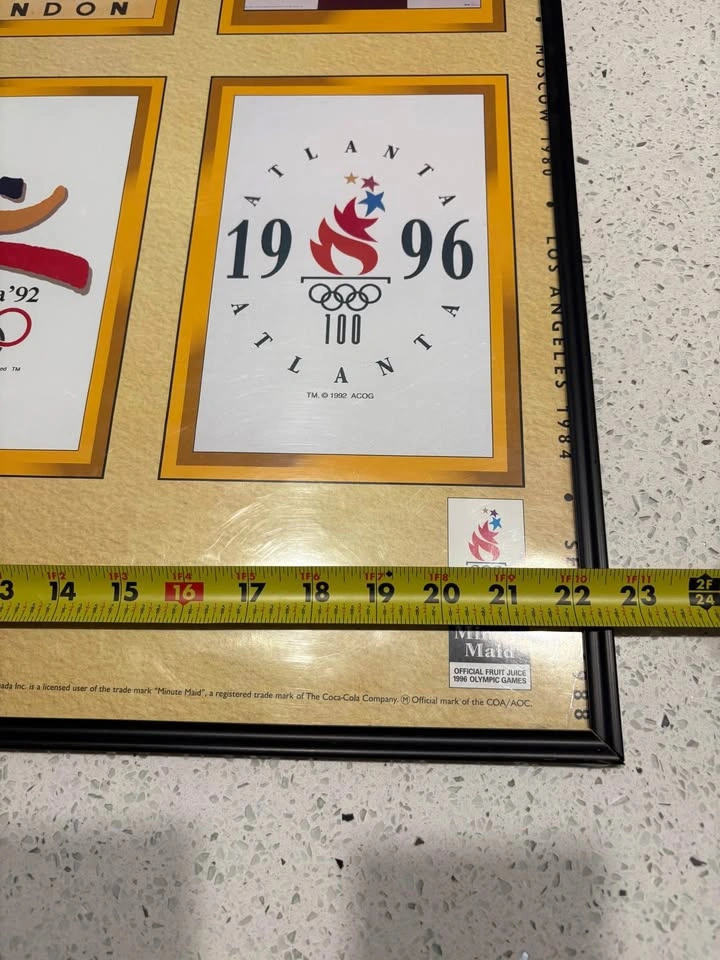 NDON
ATLANTA
1996
100
ATLANTA
TM, © 1992 ACOG
a'92
TM
MOSCOW 1980 • LOS ANGELES 1984 • SE
988
1F2 1F3 1F4 1F5 1F6 1F7 1F8 1F9 1F10 1F11 2F
3 14 15 16 17 18 19 20 21 22 23 24
Maid
OFFICIAL FRUIT JUICE
1996 OLYMPIC GAMES
ada Inc. is a licensed user of the trade mark "Minute Maid", a registered trade mark of The Coca-Cola Company. Ⓜ Official mark of the COA/AOC.